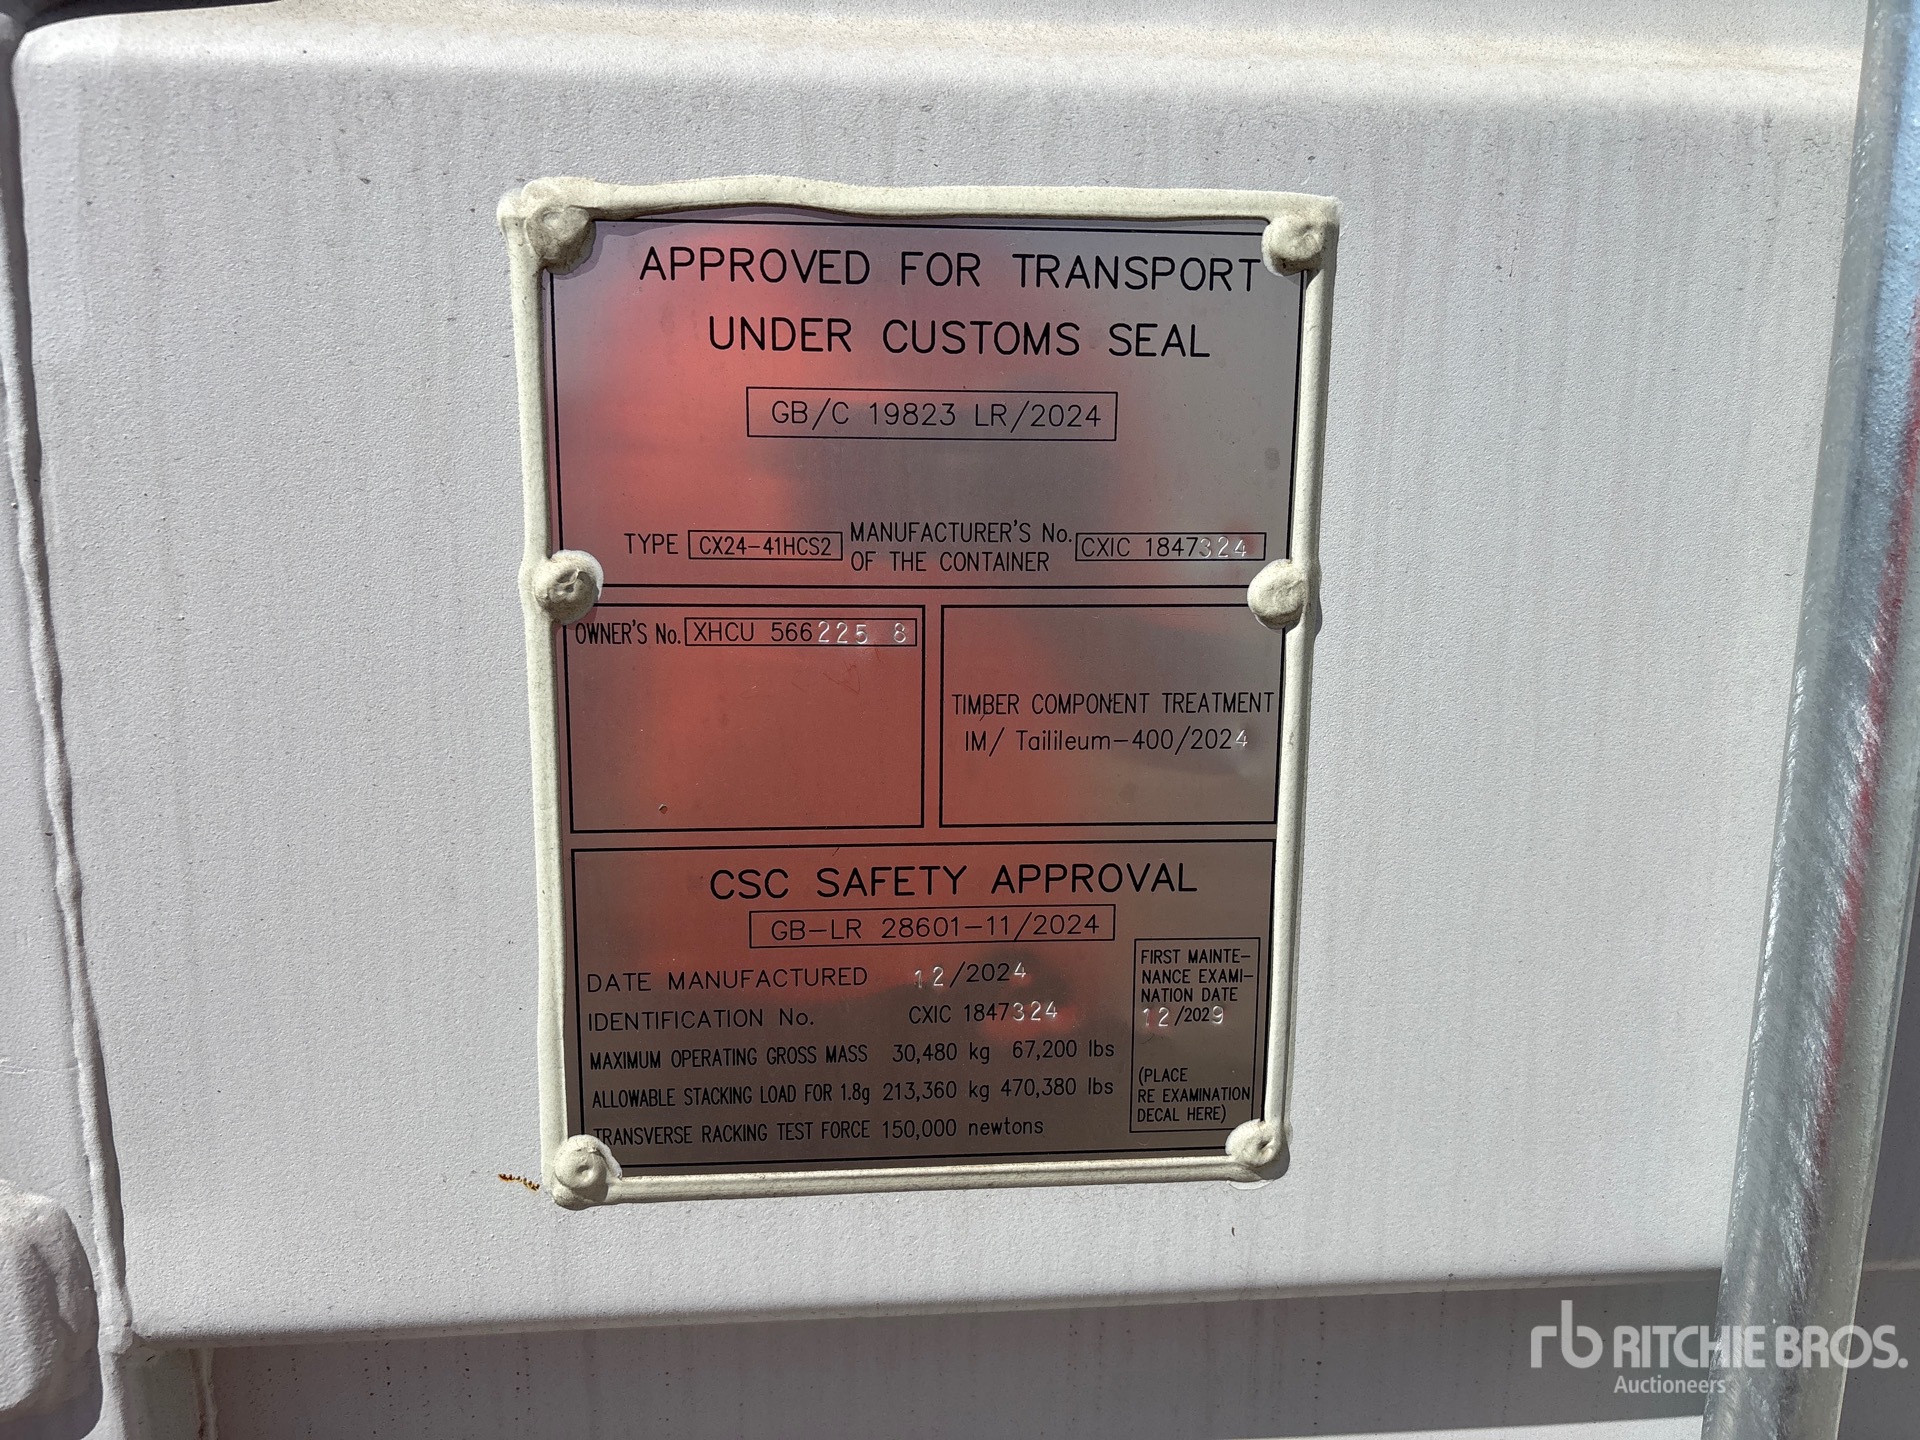 APPROVED FOR TRANSPORT
UNDER CUSTOMS SEAL
GB/C 19823 LR/2024
TYPE CX24-41HCS2
MANUFACTURER'S No.
OF THE CONTAINER
CXIC 1847324
OWNER'S No. XHCU 566225 8
TIMBER COMPONENT TREATMENT
IM/ Tailileum-400/2024
CSC SAFETY APPROVAL
GB-LR 28601-11/2024
DATE MANUFACTURED 12/2024
IDENTIFICATION No. CXIC 1847324
MAXIMUM OPERATING GROSS MASS 30,480 kg 67,200 lbs
ALLOWABLE STACKING LOAD FOR 1.8g 213,360 kg 470,380 lbs
TRANSVERSE RACKING TEST FORCE 150,000 newtons
FIRST MAINTE-
NANCE EXAMI-
NATION DATE
12/2029
(PLACE
RE EXAMINATION
DECAL HERE)
rb RITCHIE BROS.
Auctioneers